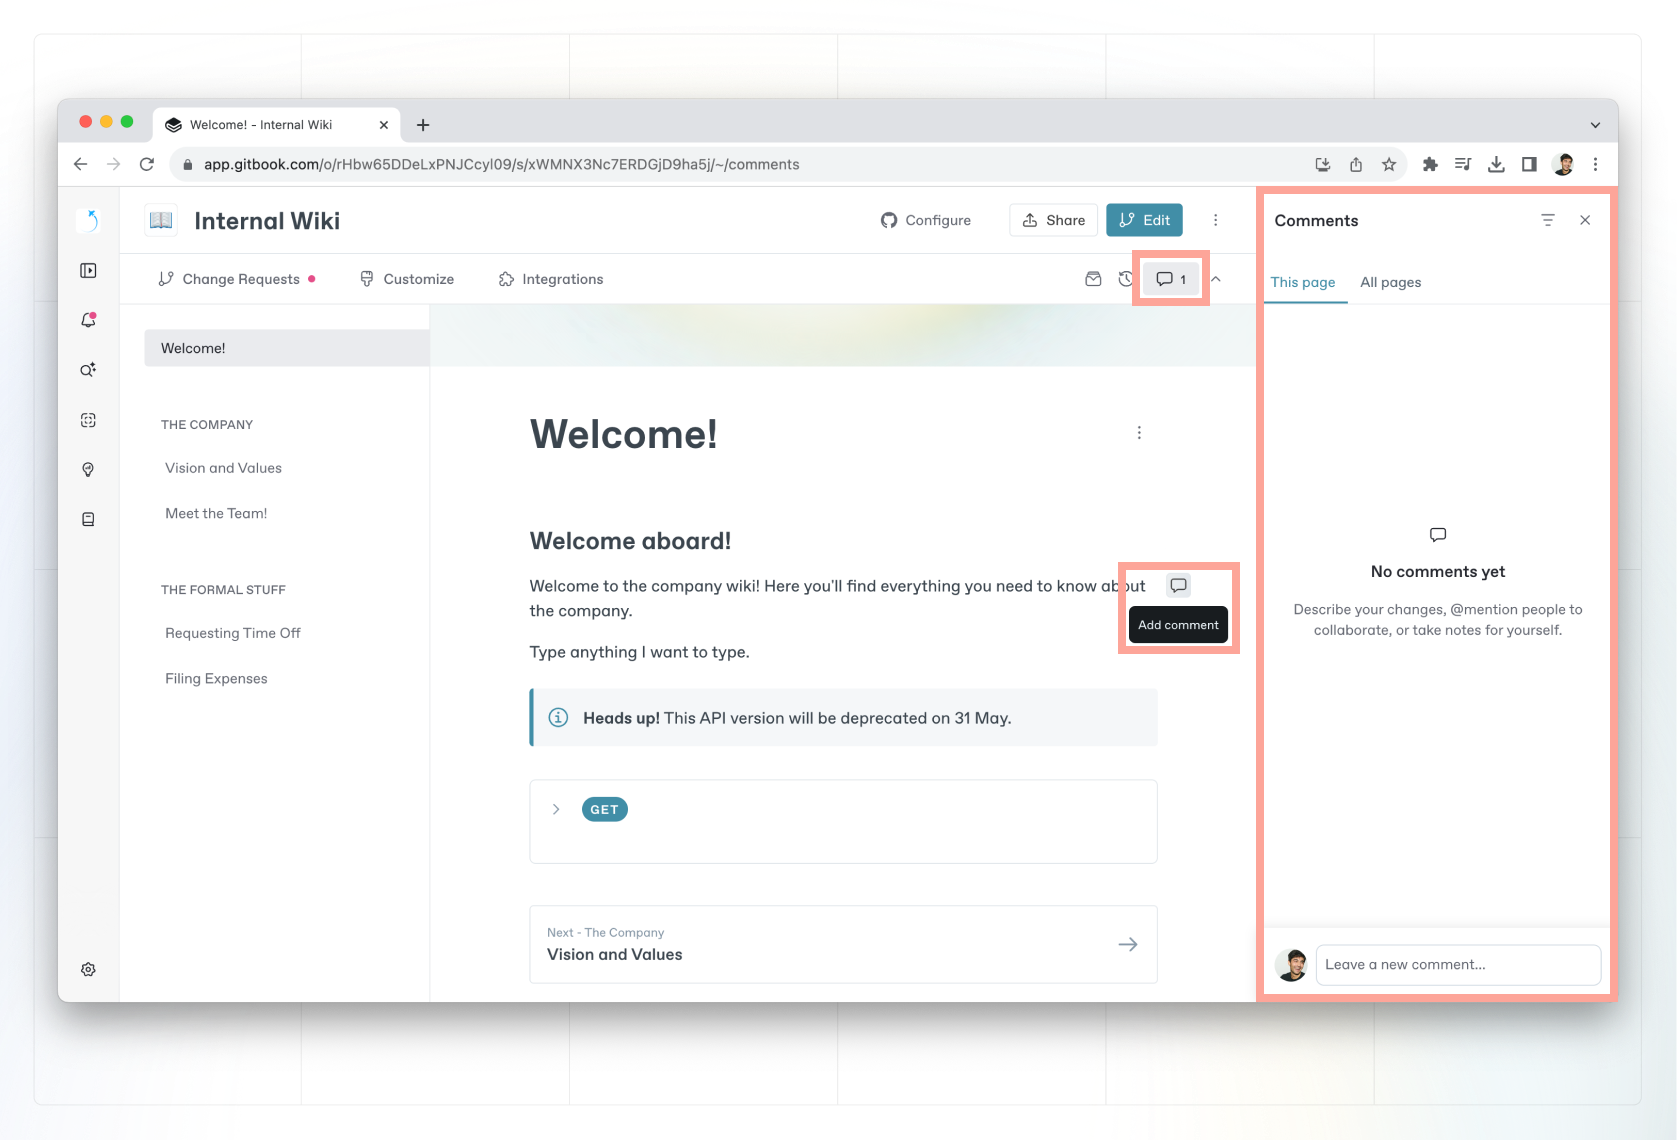 Welcome! - Internal Wiki
app.gitbook.com/o/rHbw65DDeLxPNJCcyl09/s/xWMNX3Nc7ERDGjD9ha5j/~/comments
Internal Wiki
Configure
Share
Edit
Change Requests
Customize
Integrations
1
Welcome!
THE COMPANY
Vision and Values
Meet the Team!
THE FORMAL STUFF
Requesting Time Off
Filing Expenses
Welcome!
Welcome aboard!
Welcome to the company wiki! Here you'll find everything you need to know about
the company.
Add comment
Type anything I want to type.
Heads up! This API version will be deprecated on 31 May.
GET
Next - The Company
Vision and Values
Comments
This page
All pages
No comments yet
Describe your changes, @mention people to
collaborate, or take notes for yourself.
Leave a new comment...